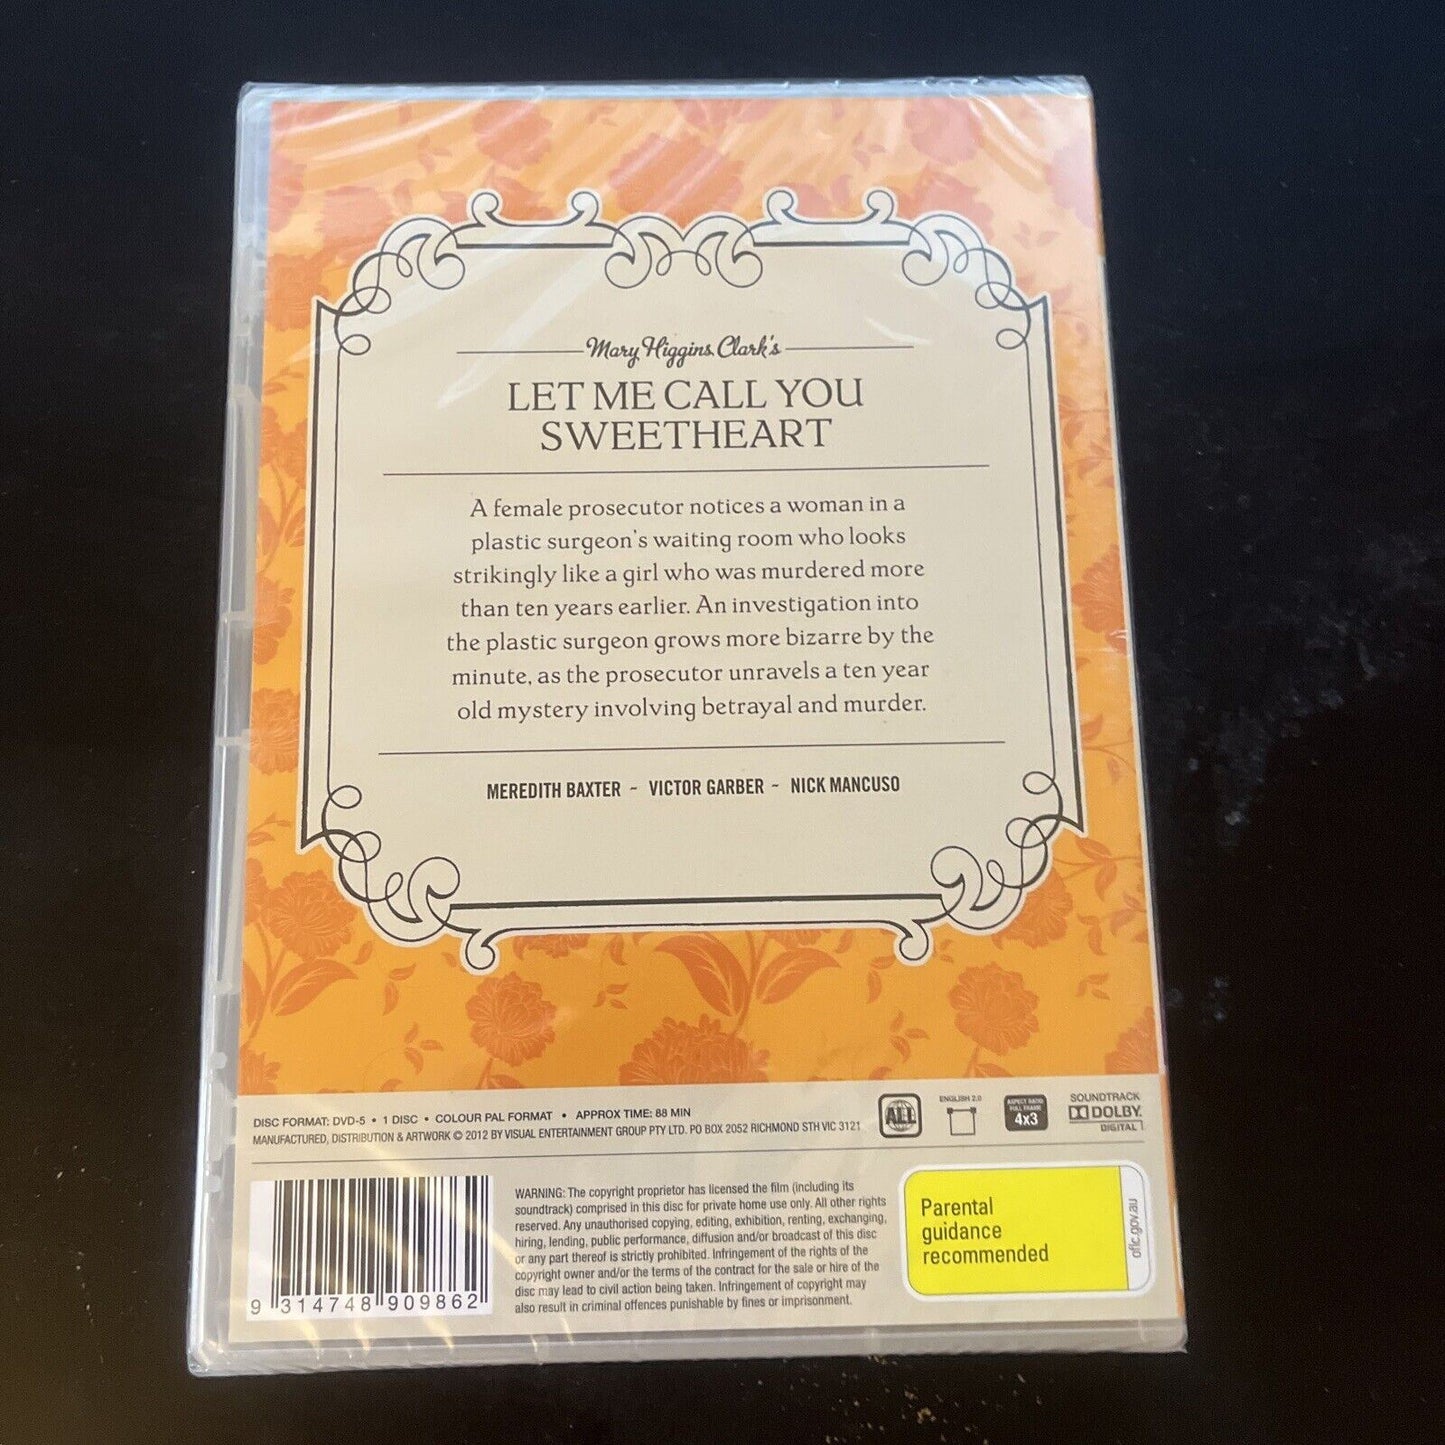 Mary Higgins Clark's
LET ME CALL YOU
SWEETHEART
A female prosecutor notices a woman in a
plastic surgeon's waiting room who looks
strikingly like a girl who was murdered more
than ten years earlier. An investigation into
the plastic surgeon grows more bizarre by the
minute, as the prosecutor unravels a ten year
old mystery involving betrayal and murder.
MEREDITH BAXTER ~ VICTOR GARBER ~ NICK MANCUSO
DISC FORMAT: DVD-5 • 1 DISC • COLOUR PAL FORMAT • APPROX TIME: 88 MIN
MANUFACTURED, DISTRIBUTION & ARTWORK © 2012 BY VISUAL ENTERTAINMENT GROUP PTY LTD. PO BOX 2052 RICHMOND STH VIC 3121
ALL
ENGLISH 2.0
ASPECT RATIO
FULL FRAME
4x3
SOUNDTRACK
DOLBY
DIGITAL
WARNING: The copyright proprietor has licensed the film (including its
soundtrack) comprised in this disc for private home use only. All other rights
reserved. Any unauthorised copying, editing, exhibition, renting, exchanging,
hiring, lending, public performance, diffusion and/or broadcast of this disc
or any part thereof is strictly prohibited. Infringement of the rights of the
copyright owner and/or the terms of the contract for the sale or hire of the
disc may lead to civil action being taken. Infringement of copyright may
also result in criminal offences punishable by fines or imprisonment.
9 314748 909862
Parental
guidance
recommended
oflc.gov.au